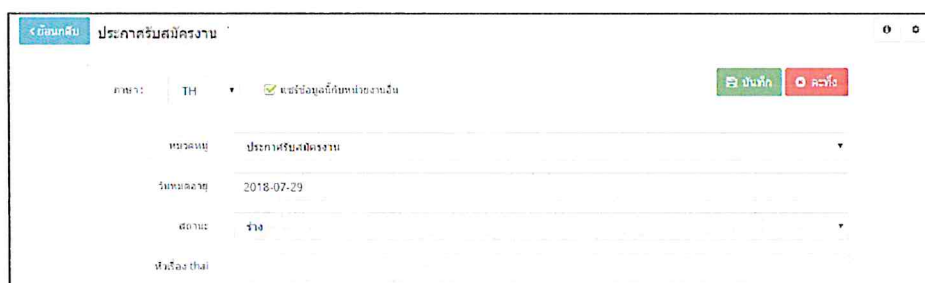 <ย้อนกลับ ประกาศรับสมัครงาน
ภาษา : TH แชร์ข้อมูลนี้กับหน่วยงานอื่น บันทึก ละทิ้ง
หมวดหมู่ ประกาศรับสมัครงาน
วันหมดอายุ 2018-07-29
สถานะ ร่าง
หัวเรื่อง thai